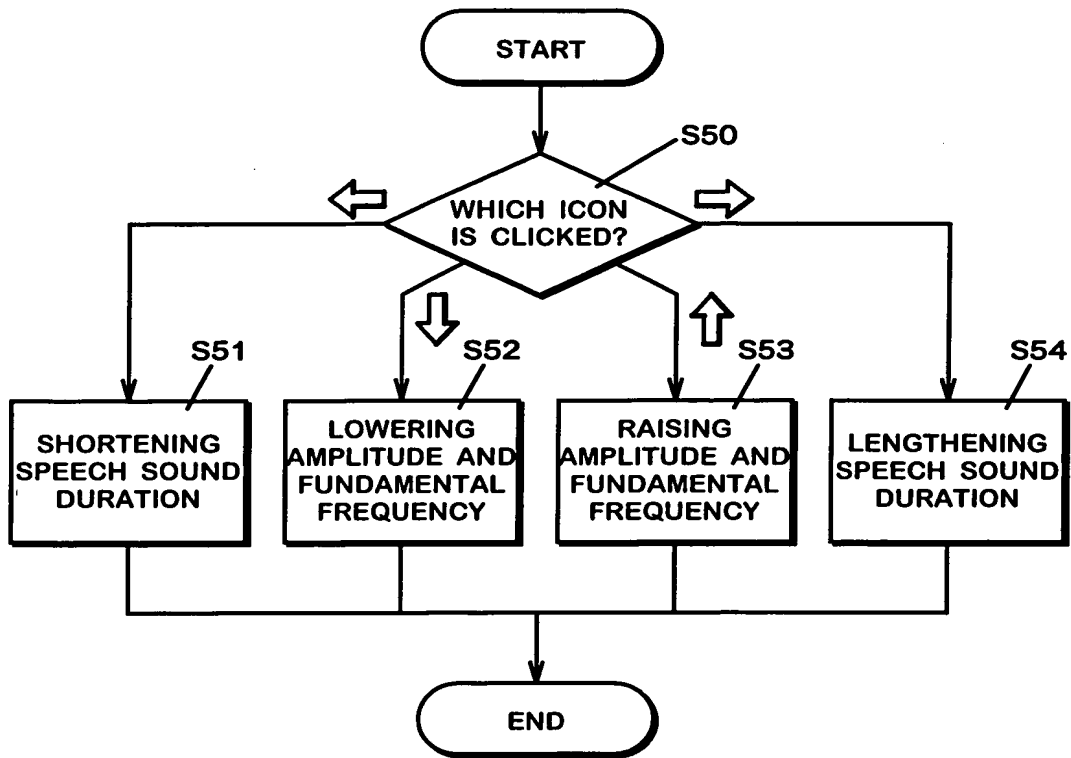 START
S50
WHICH ICON
IS CLICKED?
S51
SHORTENING
SPEECH SOUND
DURATION
S52
LOWERING
AMPLITUDE AND
FUNDAMENTAL
FREQUENCY
S53
RAISING
AMPLITUDE AND
FUNDAMENTAL
FREQUENCY
S54
LENGTHENING
SPEECH SOUND
DURATION
END